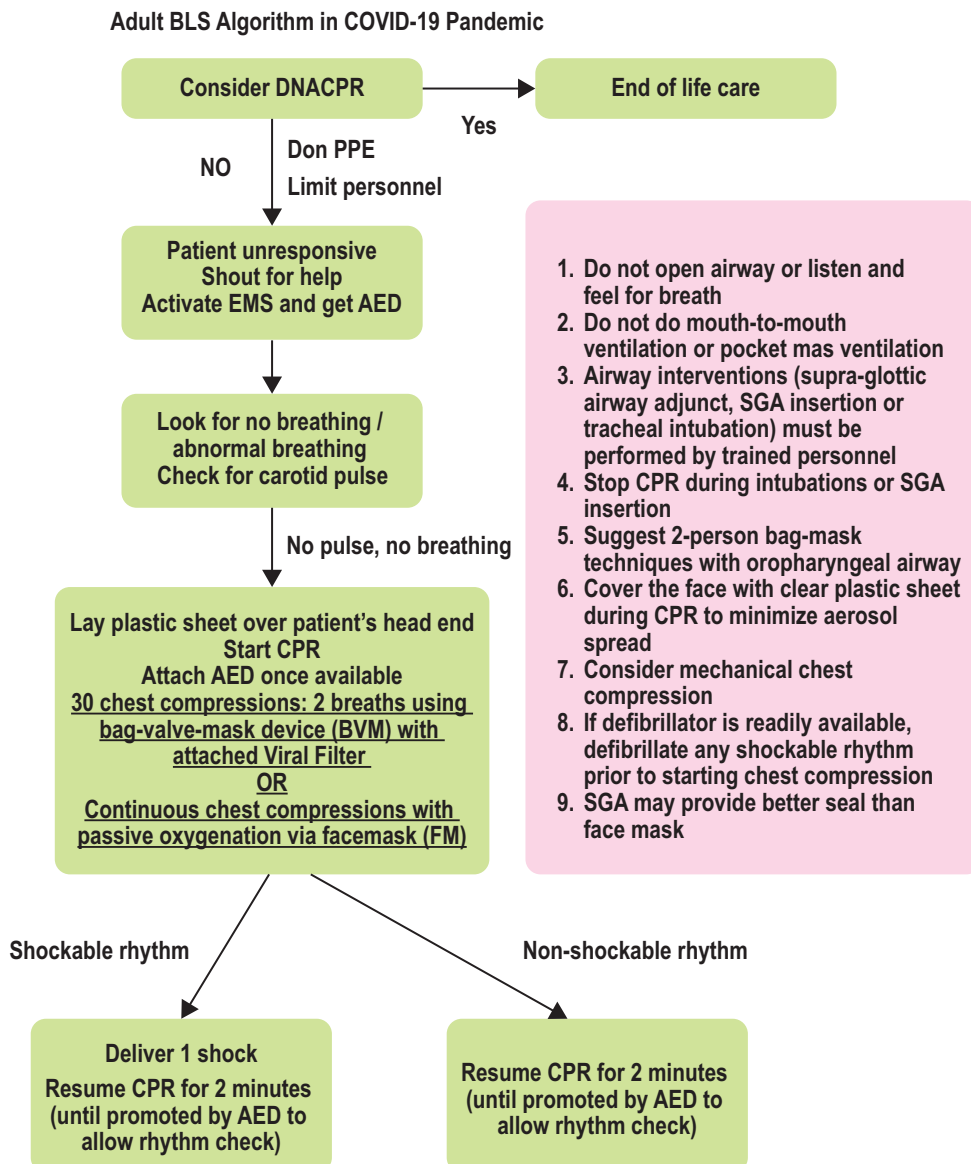 Adult BLS Algorithm in COVID-19 Pandemic
Consider DNACPR
End of life care
Yes
NO
Don PPE
Limit personnel
Patient unresponsive
Shout for help
Activate EMS and get AED
Look for no breathing /
abnormal breathing
Check for carotid pulse
No pulse, no breathing
Lay plastic sheet over patient's head end
Start CPR
Attach AED once available
30 chest compressions: 2 breaths using
bag-valve-mask device (BVM) with
attached Viral Filter
OR
Continuous chest compressions with
passive oxygenation via facemask (FM)
1. Do not open airway or listen and
feel for breath
2. Do not do mouth-to-mouth
ventilation or pocket mas ventilation
3. Airway interventions (supra-glottic
airway adjunct, SGA insertion or
tracheal intubation) must be
performed by trained personnel
4. Stop CPR during intubations or SGA
insertion
5. Suggest 2-person bag-mask
techniques with oropharyngeal airway
6. Cover the face with clear plastic sheet
during CPR to minimize aerosol
spread
7. Consider mechanical chest
compression
8. If defibrillator is readily available,
defibrillate any shockable rhythm
prior to starting chest compression
9. SGA may provide better seal than
face mask
Shockable rhythm
Non-shockable rhythm
Deliver 1 shock
Resume CPR for 2 minutes
(until promoted by AED to
allow rhythm check)
Resume CPR for 2 minutes
(until promoted by AED to
allow rhythm check)